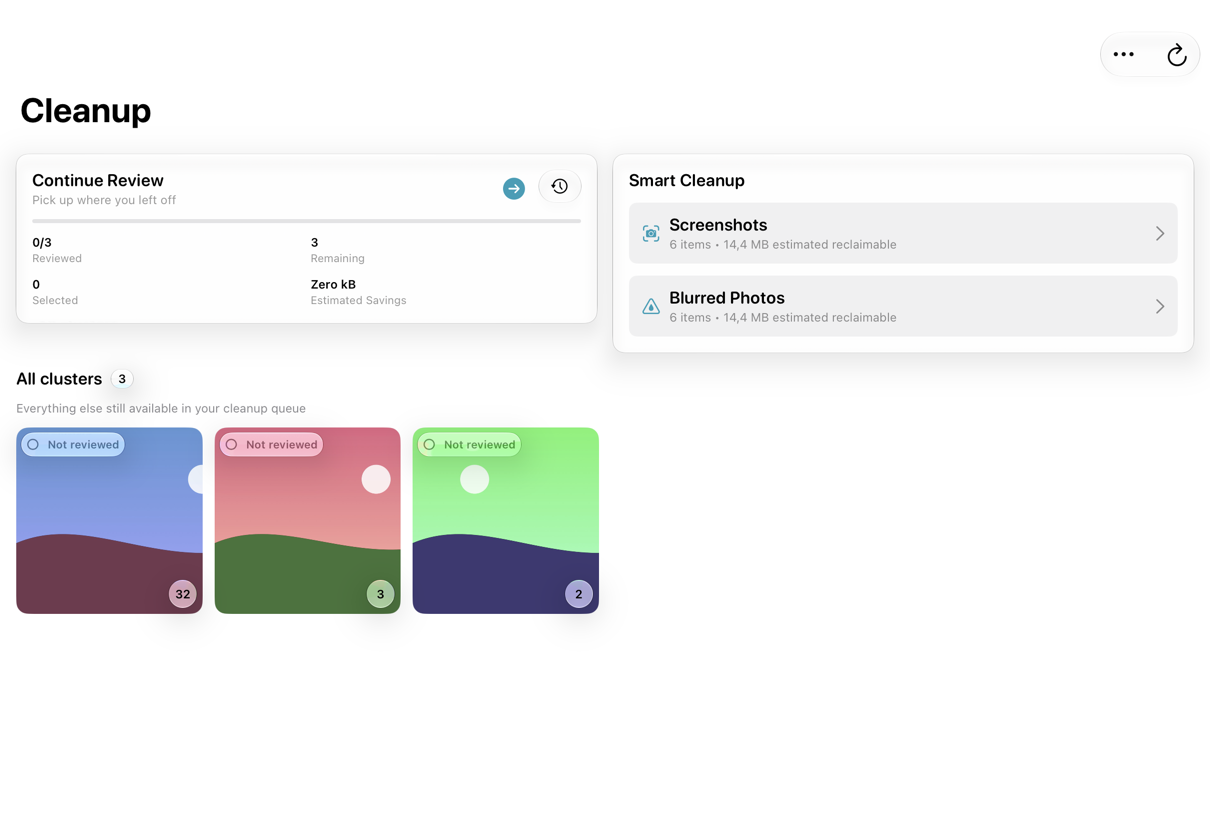 Cleanup
Continue Review
Pick up where you left off
0/3
Reviewed
3
Remaining
0
Selected
Zero kB
Estimated Savings
Smart Cleanup
Screenshots
6 items • 14,4 MB estimated reclaimable
Blurred Photos
6 items • 14,4 MB estimated reclaimable
All clusters 3
Everything else still available in your cleanup queue
Not reviewed
32
Not reviewed
3
Not reviewed
2